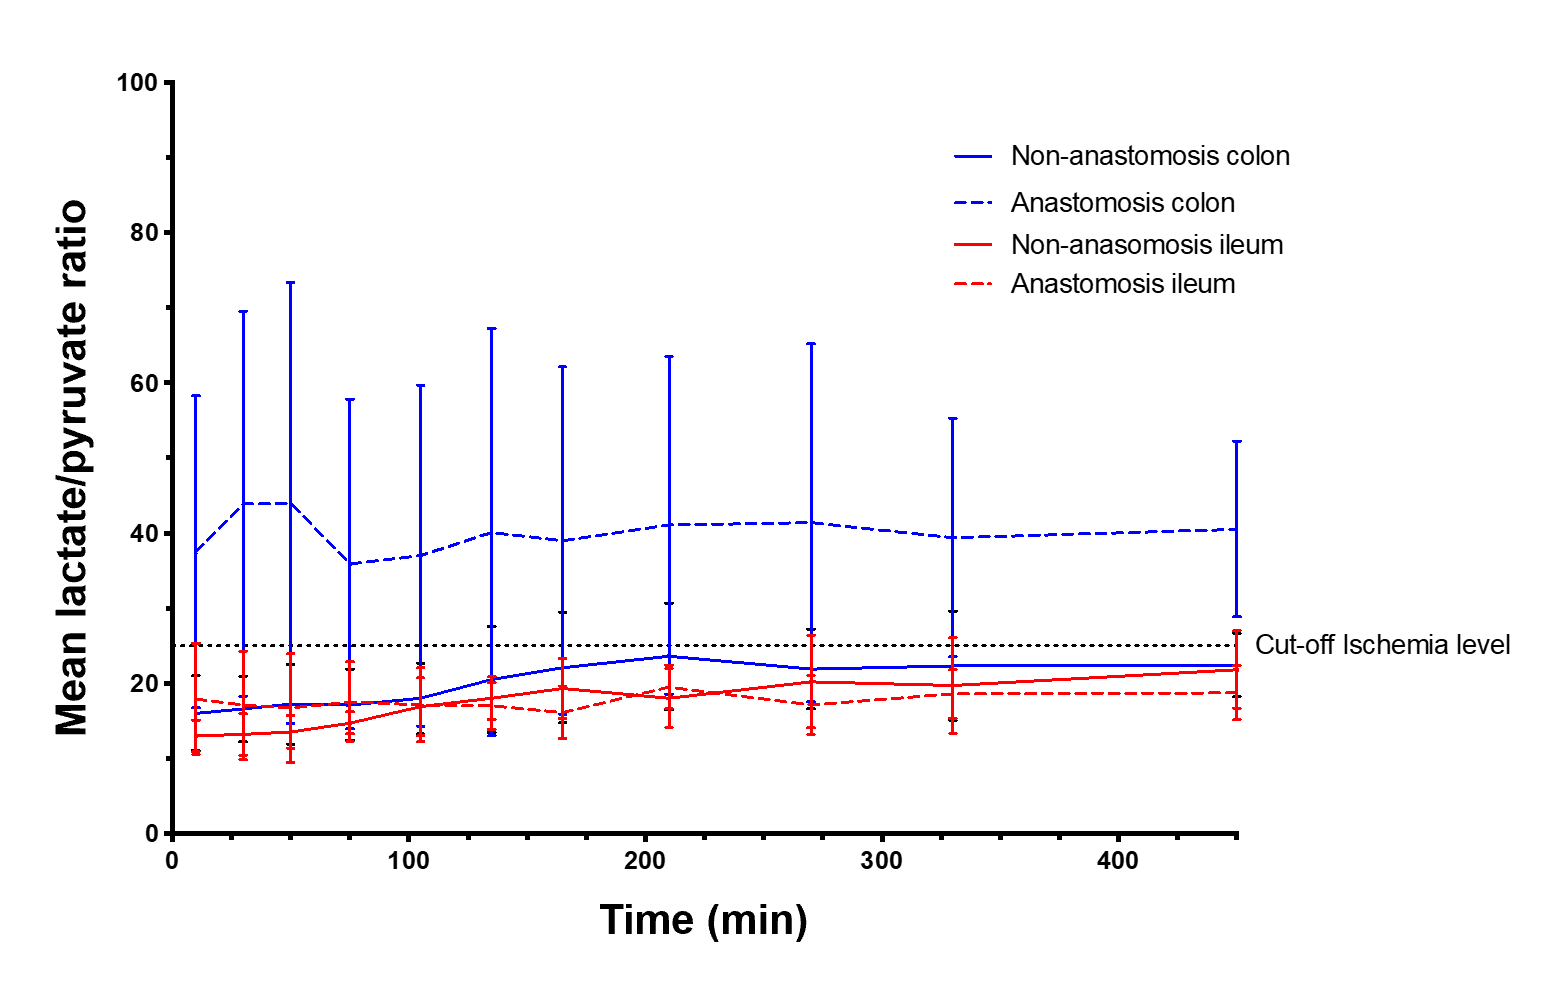 Mean lactate/pyruvate ratio
100
80
60
40
20
0
Non-anastomosis colon
Anastomosis colon
Non-anasomosis ileum
Anastomosis ileum
Cut-off Ischemia level
0 100 200 300 400
Time (min)